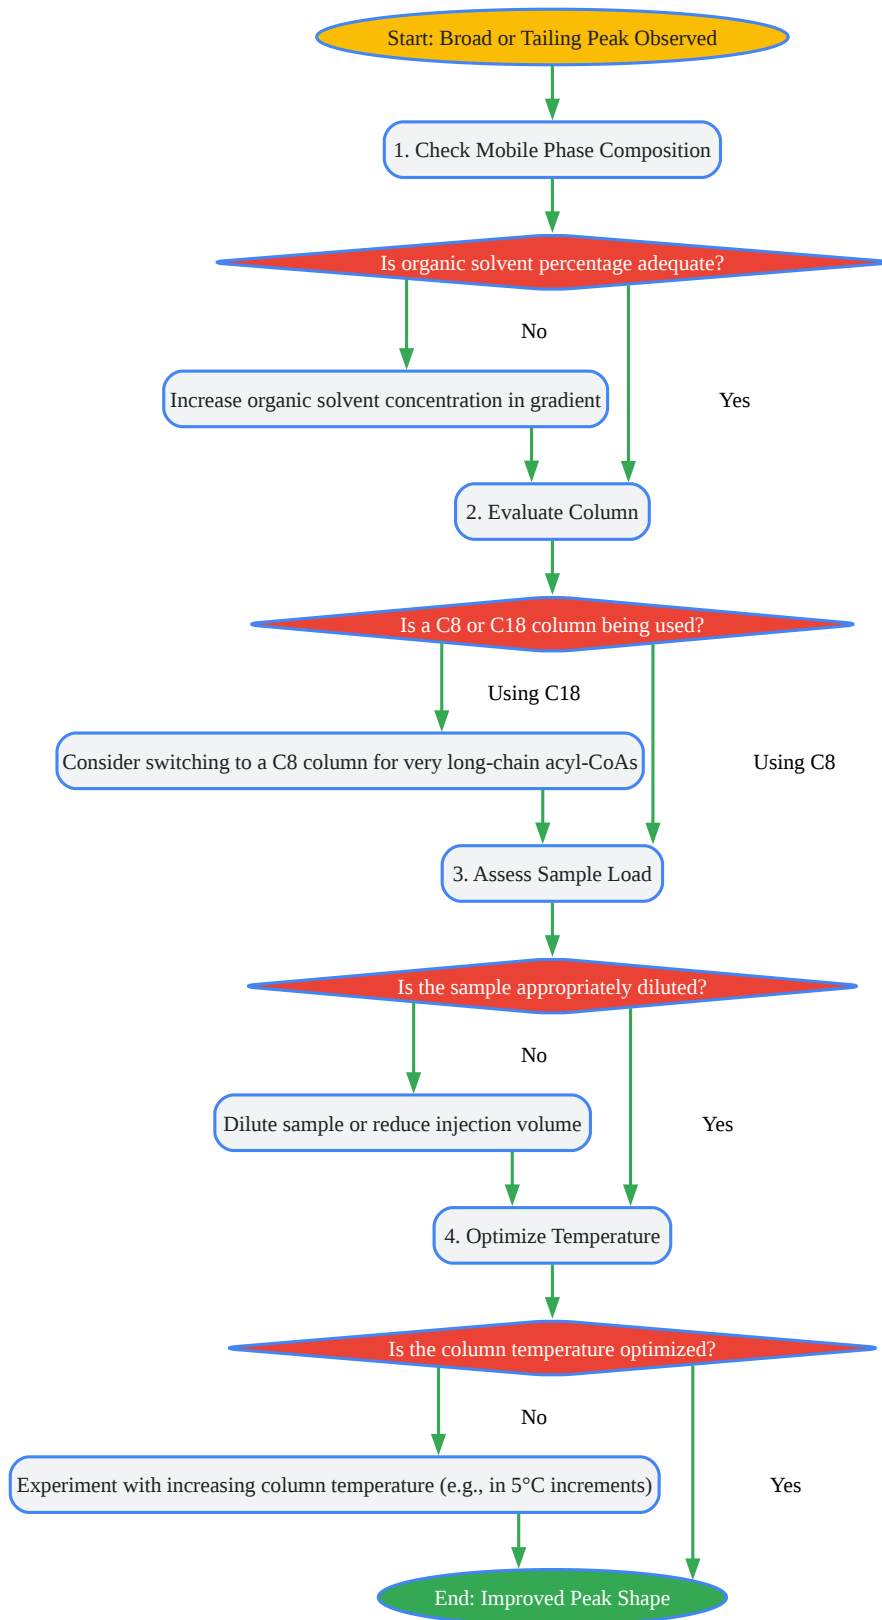 Start: Broad or Tailing Peak Observed
1. Check Mobile Phase Composition
Is organic solvent percentage adequate?
No
Increase organic solvent concentration in gradient
Yes
2. Evaluate Column
Is a C8 or C18 column being used?
Using C18
Consider switching to a C8 column for very long-chain acyl-CoAs
Using C8
3. Assess Sample Load
Is the sample appropriately diluted?
No
Dilute sample or reduce injection volume
Yes
4. Optimize Temperature
Is the column temperature optimized?
No
Experiment with increasing column temperature (e.g., in 5°C increments)
Yes
End: Improved Peak Shape